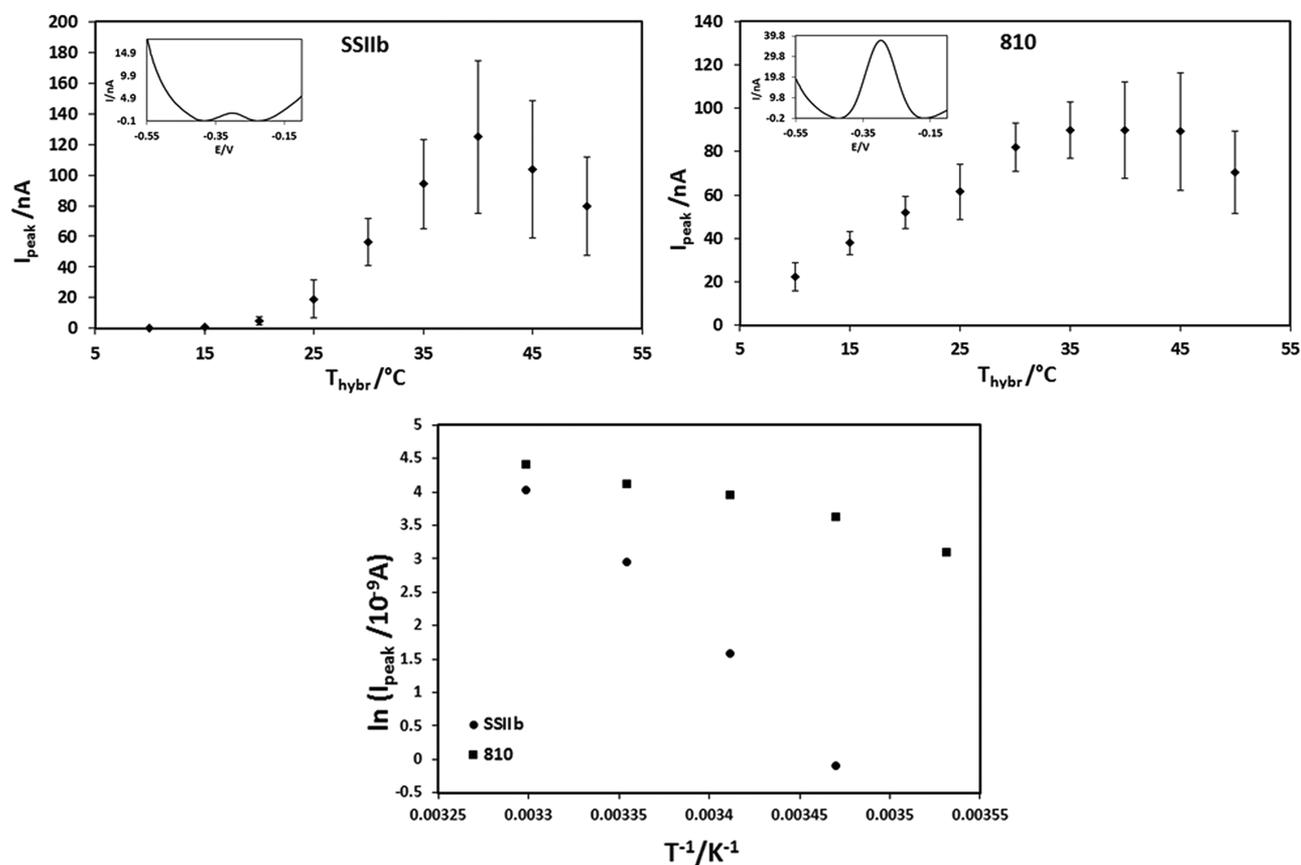 SSIIb
200
180
160
140
120
100
80
60
40
20
0
I_peak /nA
5 15 25 35 45 55
T_hybr /°C
14.9
9.9
4.9
-0.1
I/nA
-0.55 -0.35 -0.15
E/V
810
140
120
100
80
60
40
20
0
I_peak /nA
5 15 25 35 45 55
T_hybr /°C
39.8
29.8
19.8
9.8
-0.2
I/nA
-0.55 -0.35 -0.15
E/V
5
4.5
4
3.5
3
2.5
2
1.5
1
0.5
0
-0.5
ln (I_peak /10⁻⁹A)
SSIIb
810
0.00325 0.0033 0.00335 0.0034 0.00345 0.0035 0.00355
T⁻¹/K⁻¹